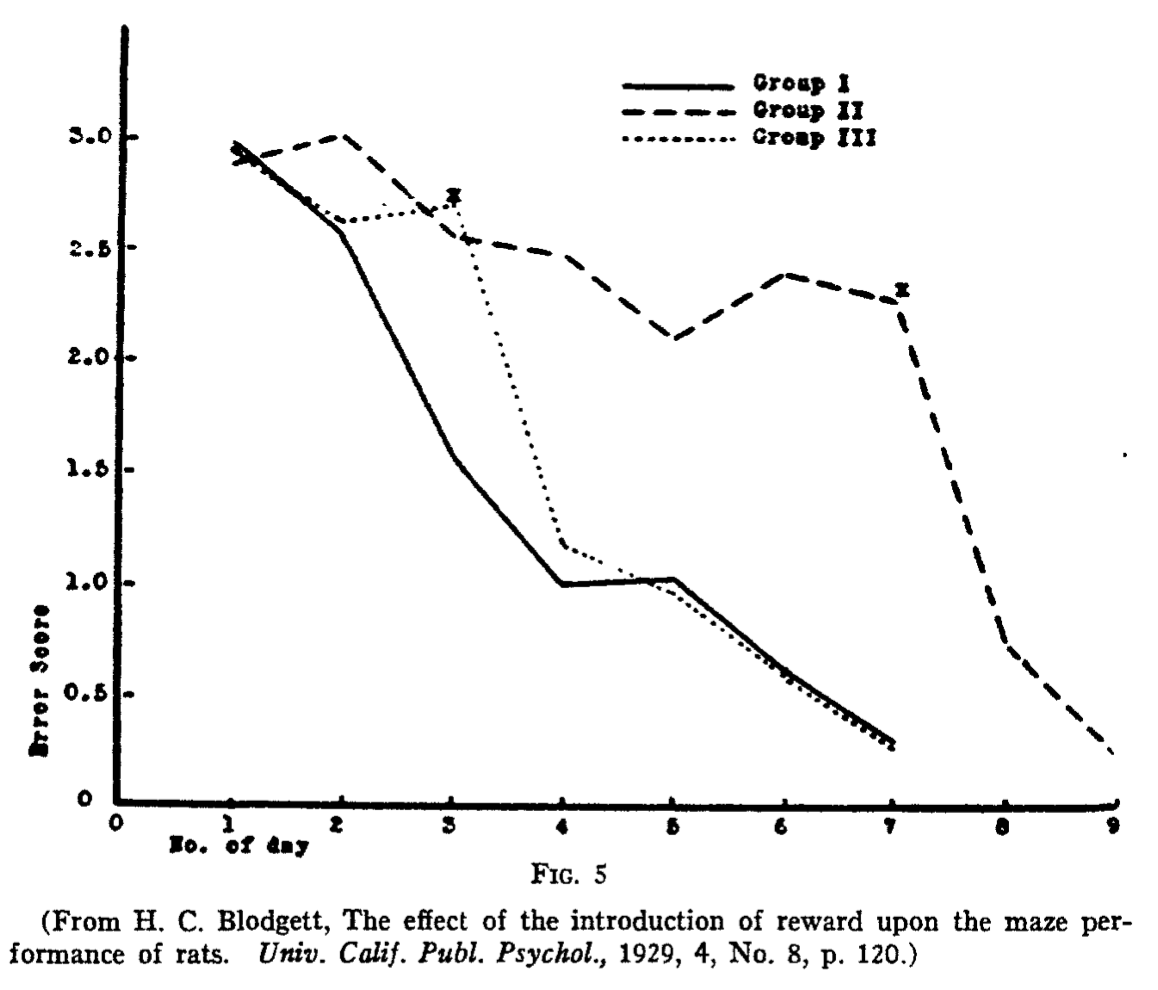 Group I
Group II
Group III
3.0
2.5
2.0
1.5
1.0
0.5
0
Error Score
0 1 2 3 4 5 6 7 8 9
No. of day
x
x
FIG. 5
(From H. C. Blodgett, The effect of the introduction of reward upon the maze per-
formance of rats. Univ. Calif. Publ. Psychol., 1929, 4, No. 8, p. 120.)